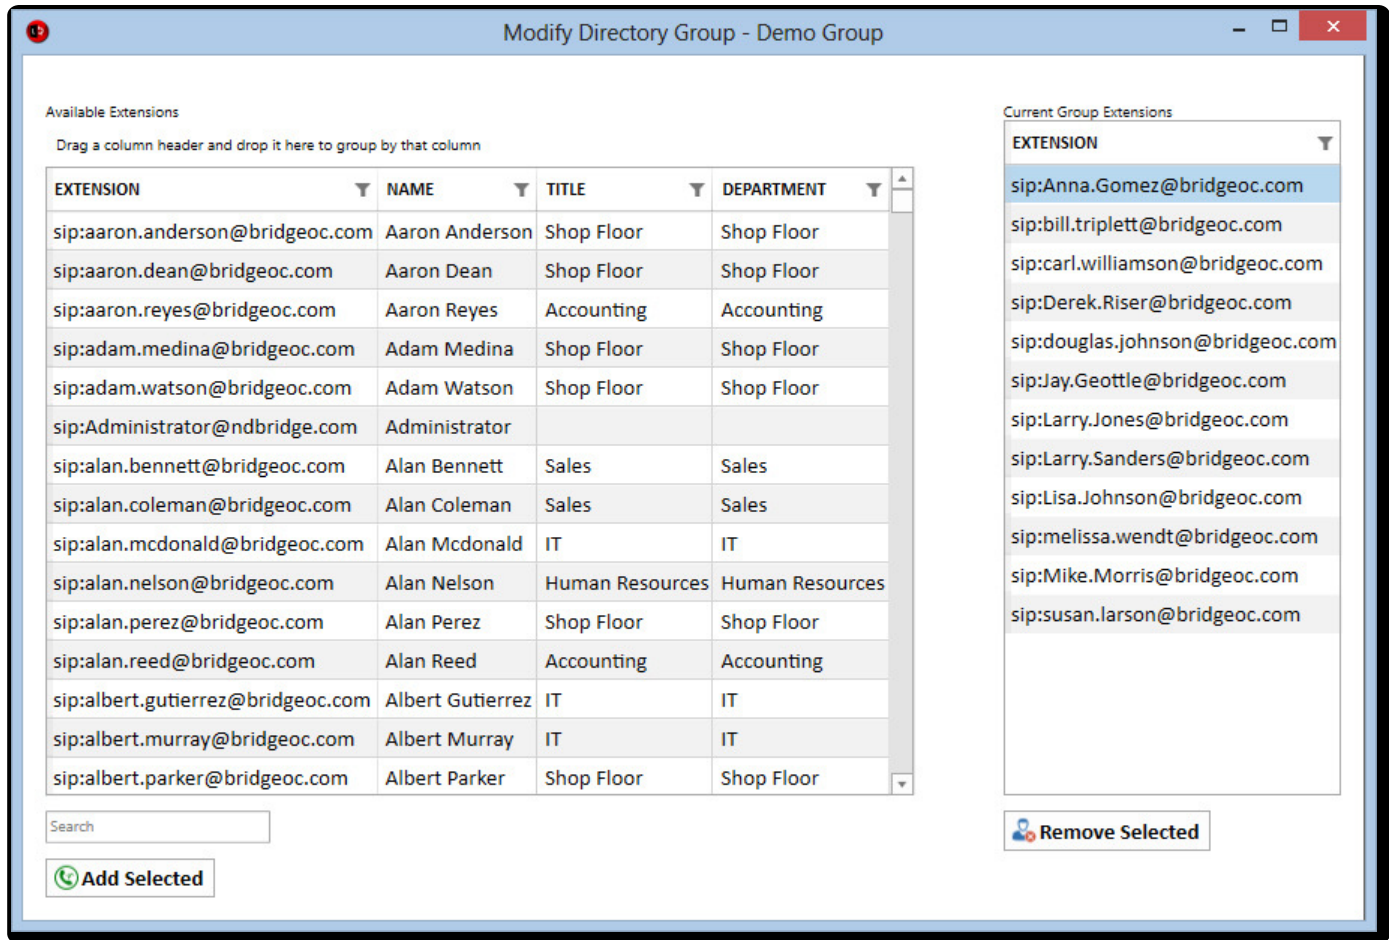 Modify Directory Group - Demo Group
Available Extensions
Drag a column header and drop it here to group by that column
EXTENSION NAME TITLE DEPARTMENT
sip:aaron.anderson@bridgeoc.com Aaron Anderson Shop Floor Shop Floor
sip:aaron.dean@bridgeoc.com Aaron Dean Shop Floor Shop Floor
sip:aaron.reyes@bridgeoc.com Aaron Reyes Accounting Accounting
sip:adam.medina@bridgeoc.com Adam Medina Shop Floor Shop Floor
sip:adam.watson@bridgeoc.com Adam Watson Shop Floor Shop Floor
sip:Administrator@ndbridge.com Administrator
sip:alan.bennett@bridgeoc.com Alan Bennett Sales Sales
sip:alan.coleman@bridgeoc.com Alan Coleman Sales Sales
sip:alan.mcdonald@bridgeoc.com Alan Mcdonald IT IT
sip:alan.nelson@bridgeoc.com Alan Nelson Human Resources Human Resources
sip:alan.perez@bridgeoc.com Alan Perez Shop Floor Shop Floor
sip:alan.reed@bridgeoc.com Alan Reed Accounting Accounting
sip:albert.gutierrez@bridgeoc.com Albert Gutierrez IT IT
sip:albert.murray@bridgeoc.com Albert Murray IT IT
sip:albert.parker@bridgeoc.com Albert Parker Shop Floor Shop Floor
Search
Add Selected
Current Group Extensions
EXTENSION
sip:Anna.Gomez@bridgeoc.com
sip:bill.triplett@bridgeoc.com
sip:carl.williamson@bridgeoc.com
sip:Derek.Riser@bridgeoc.com
sip:douglas.johnson@bridgeoc.com
sip:Jay.Geottle@bridgeoc.com
sip:Larry.Jones@bridgeoc.com
sip:Larry.Sanders@bridgeoc.com
sip:Lisa.Johnson@bridgeoc.com
sip:melissa.wendt@bridgeoc.com
sip:Mike.Morris@bridgeoc.com
sip:susan.larson@bridgeoc.com
Remove Selected